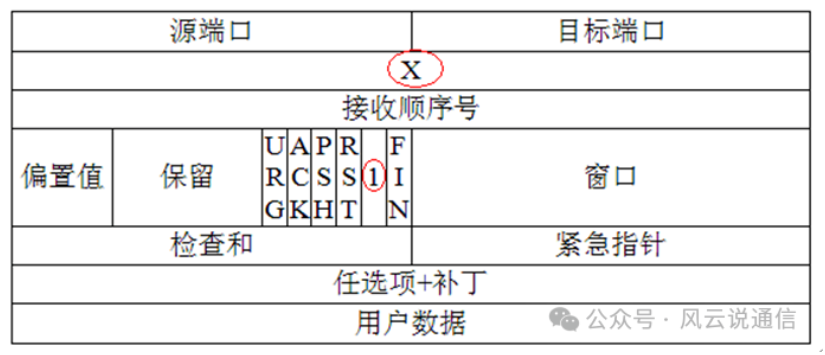 源端口 目标端口
X
接收顺序号
偏置值 保留 URG ACK PSH RST 1 FIN 窗口
检查和 紧急指针
任选项+补丁
用户数据
公众号·风云说通信